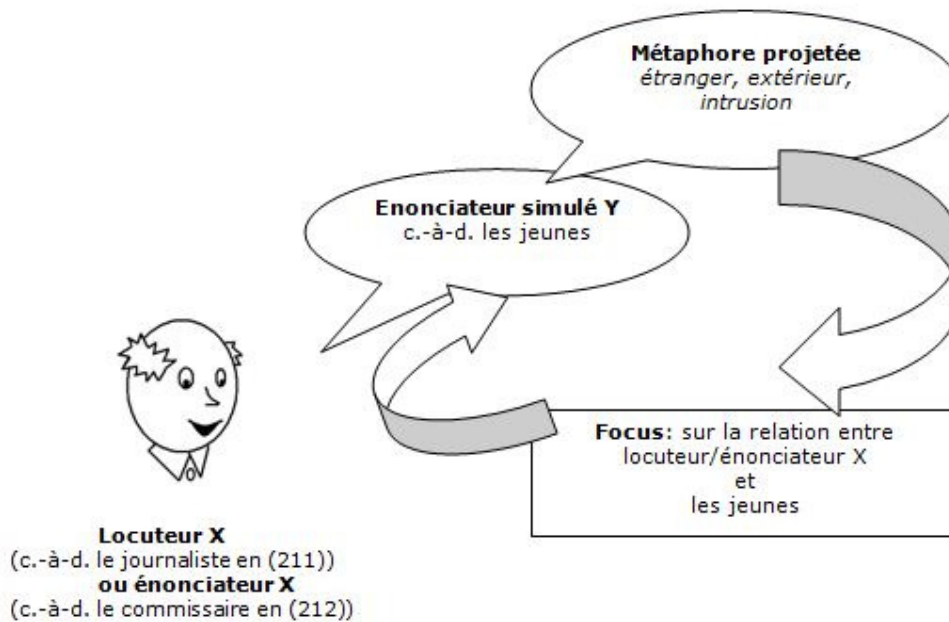 Métaphore projetée
étranger, extérieur,
intrusion
Enonciateur simulé Y
c.-à-d. les jeunes
Focus: sur la relation entre
locuteur/énonciateur X
et
les jeunes
Locuteur X
(c.-à-d. le journaliste en (211))
ou énonciateur X
(c.-à-d. le commissaire en (212))